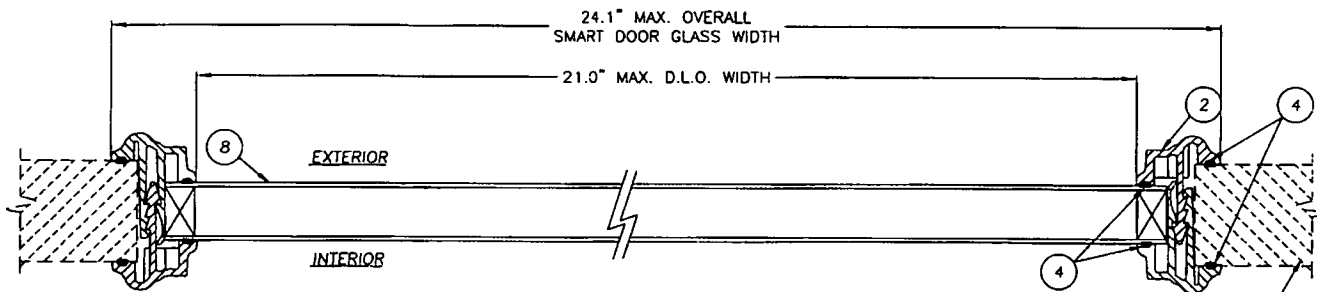 24.1" MAX. OVERALL
SMART DOOR GLASS WIDTH
21.0" MAX. D.L.O. WIDTH
2
4
8
EXTERIOR
INTERIOR
4